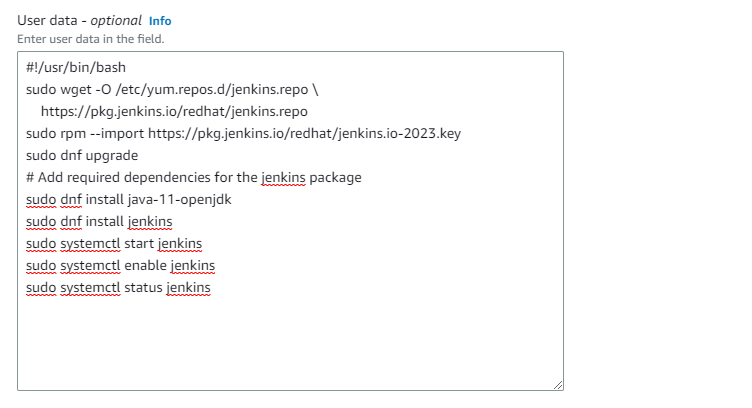 User data - optional Info
Enter user data in the field.
#!/usr/bin/bash
sudo wget -O /etc/yum.repos.d/jenkins.repo \
https://pkg.jenkins.io/redhat/jenkins.repo
sudo rpm --import https://pkg.jenkins.io/redhat/jenkins.io-2023.key
sudo dnf upgrade
# Add required dependencies for the jenkins package
sudo dnf install java-11-openjdk
sudo dnf install jenkins
sudo systemctl start jenkins
sudo systemctl enable jenkins
sudo systemctl status jenkins